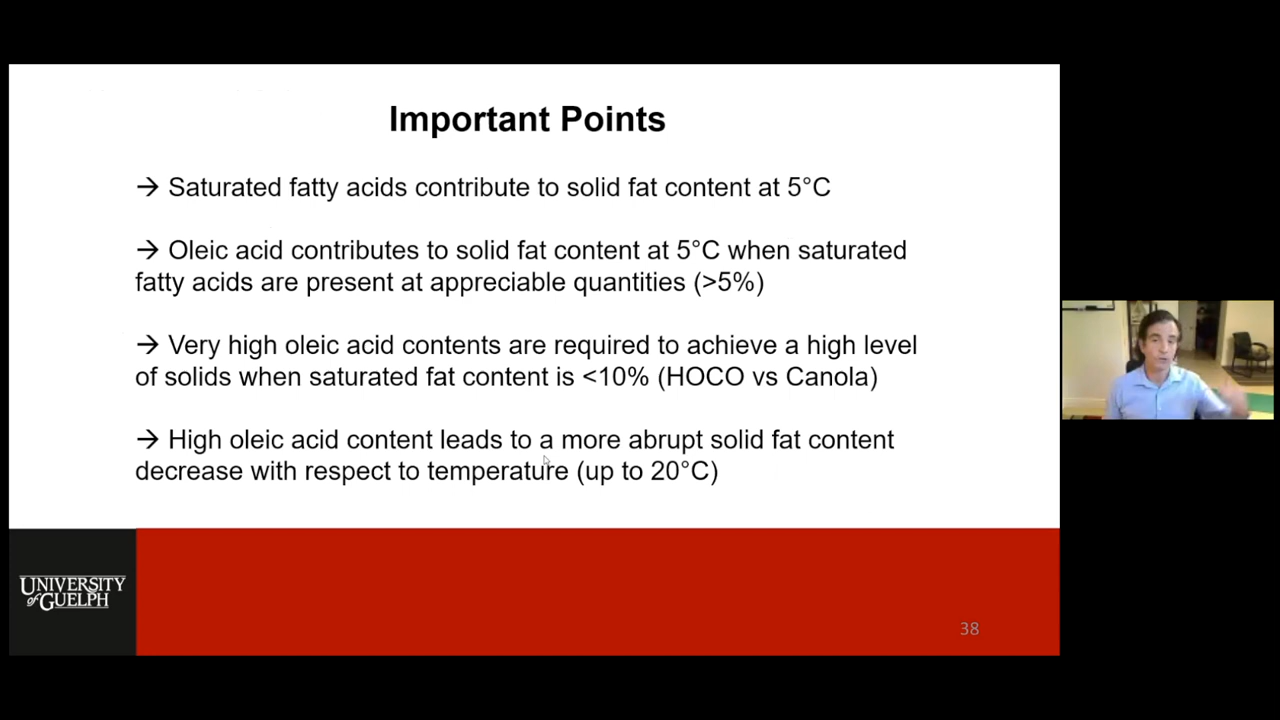 Important Points
→ Saturated fatty acids contribute to solid fat content at 5°C
→ Oleic acid contributes to solid fat content at 5°C when saturated
fatty acids are present at appreciable quantities (>5%)
→ Very high oleic acid contents are required to achieve a high level
of solids when saturated fat content is <10% (HOCO vs Canola)
→ High oleic acid content leads to a more abrupt solid fat content
decrease with respect to temperature (up to 20°C)
UNIVERSITY
of GUELPH
38